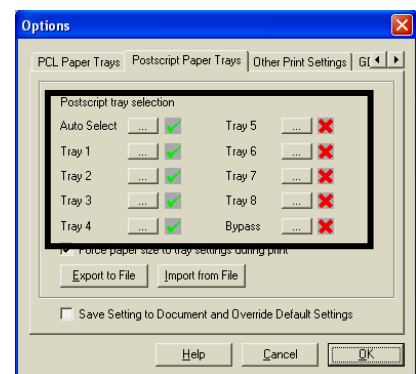 Options
PCL Paper Trays Postscript Paper Trays Other Print Settings
Postscript tray selection
Auto Select ... Tray 5 ...
Tray 1 ... Tray 6 ...
Tray 2 ... Tray 7 ...
Tray 3 ... Tray 8 ...
Tray 4 ... Bypass ...
Force paper size to tray settings during print
Export to File Import from File
Save Setting to Document and Override Default Settings
Help Cancel OK